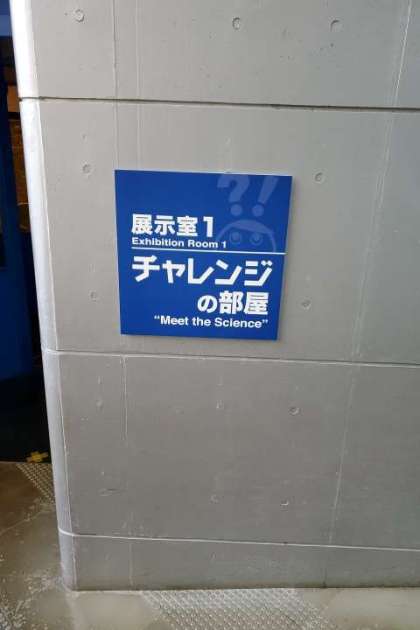 ?!
展示室1
Exhibition Room 1
チャレンジ
の部屋
"Meet the Science"